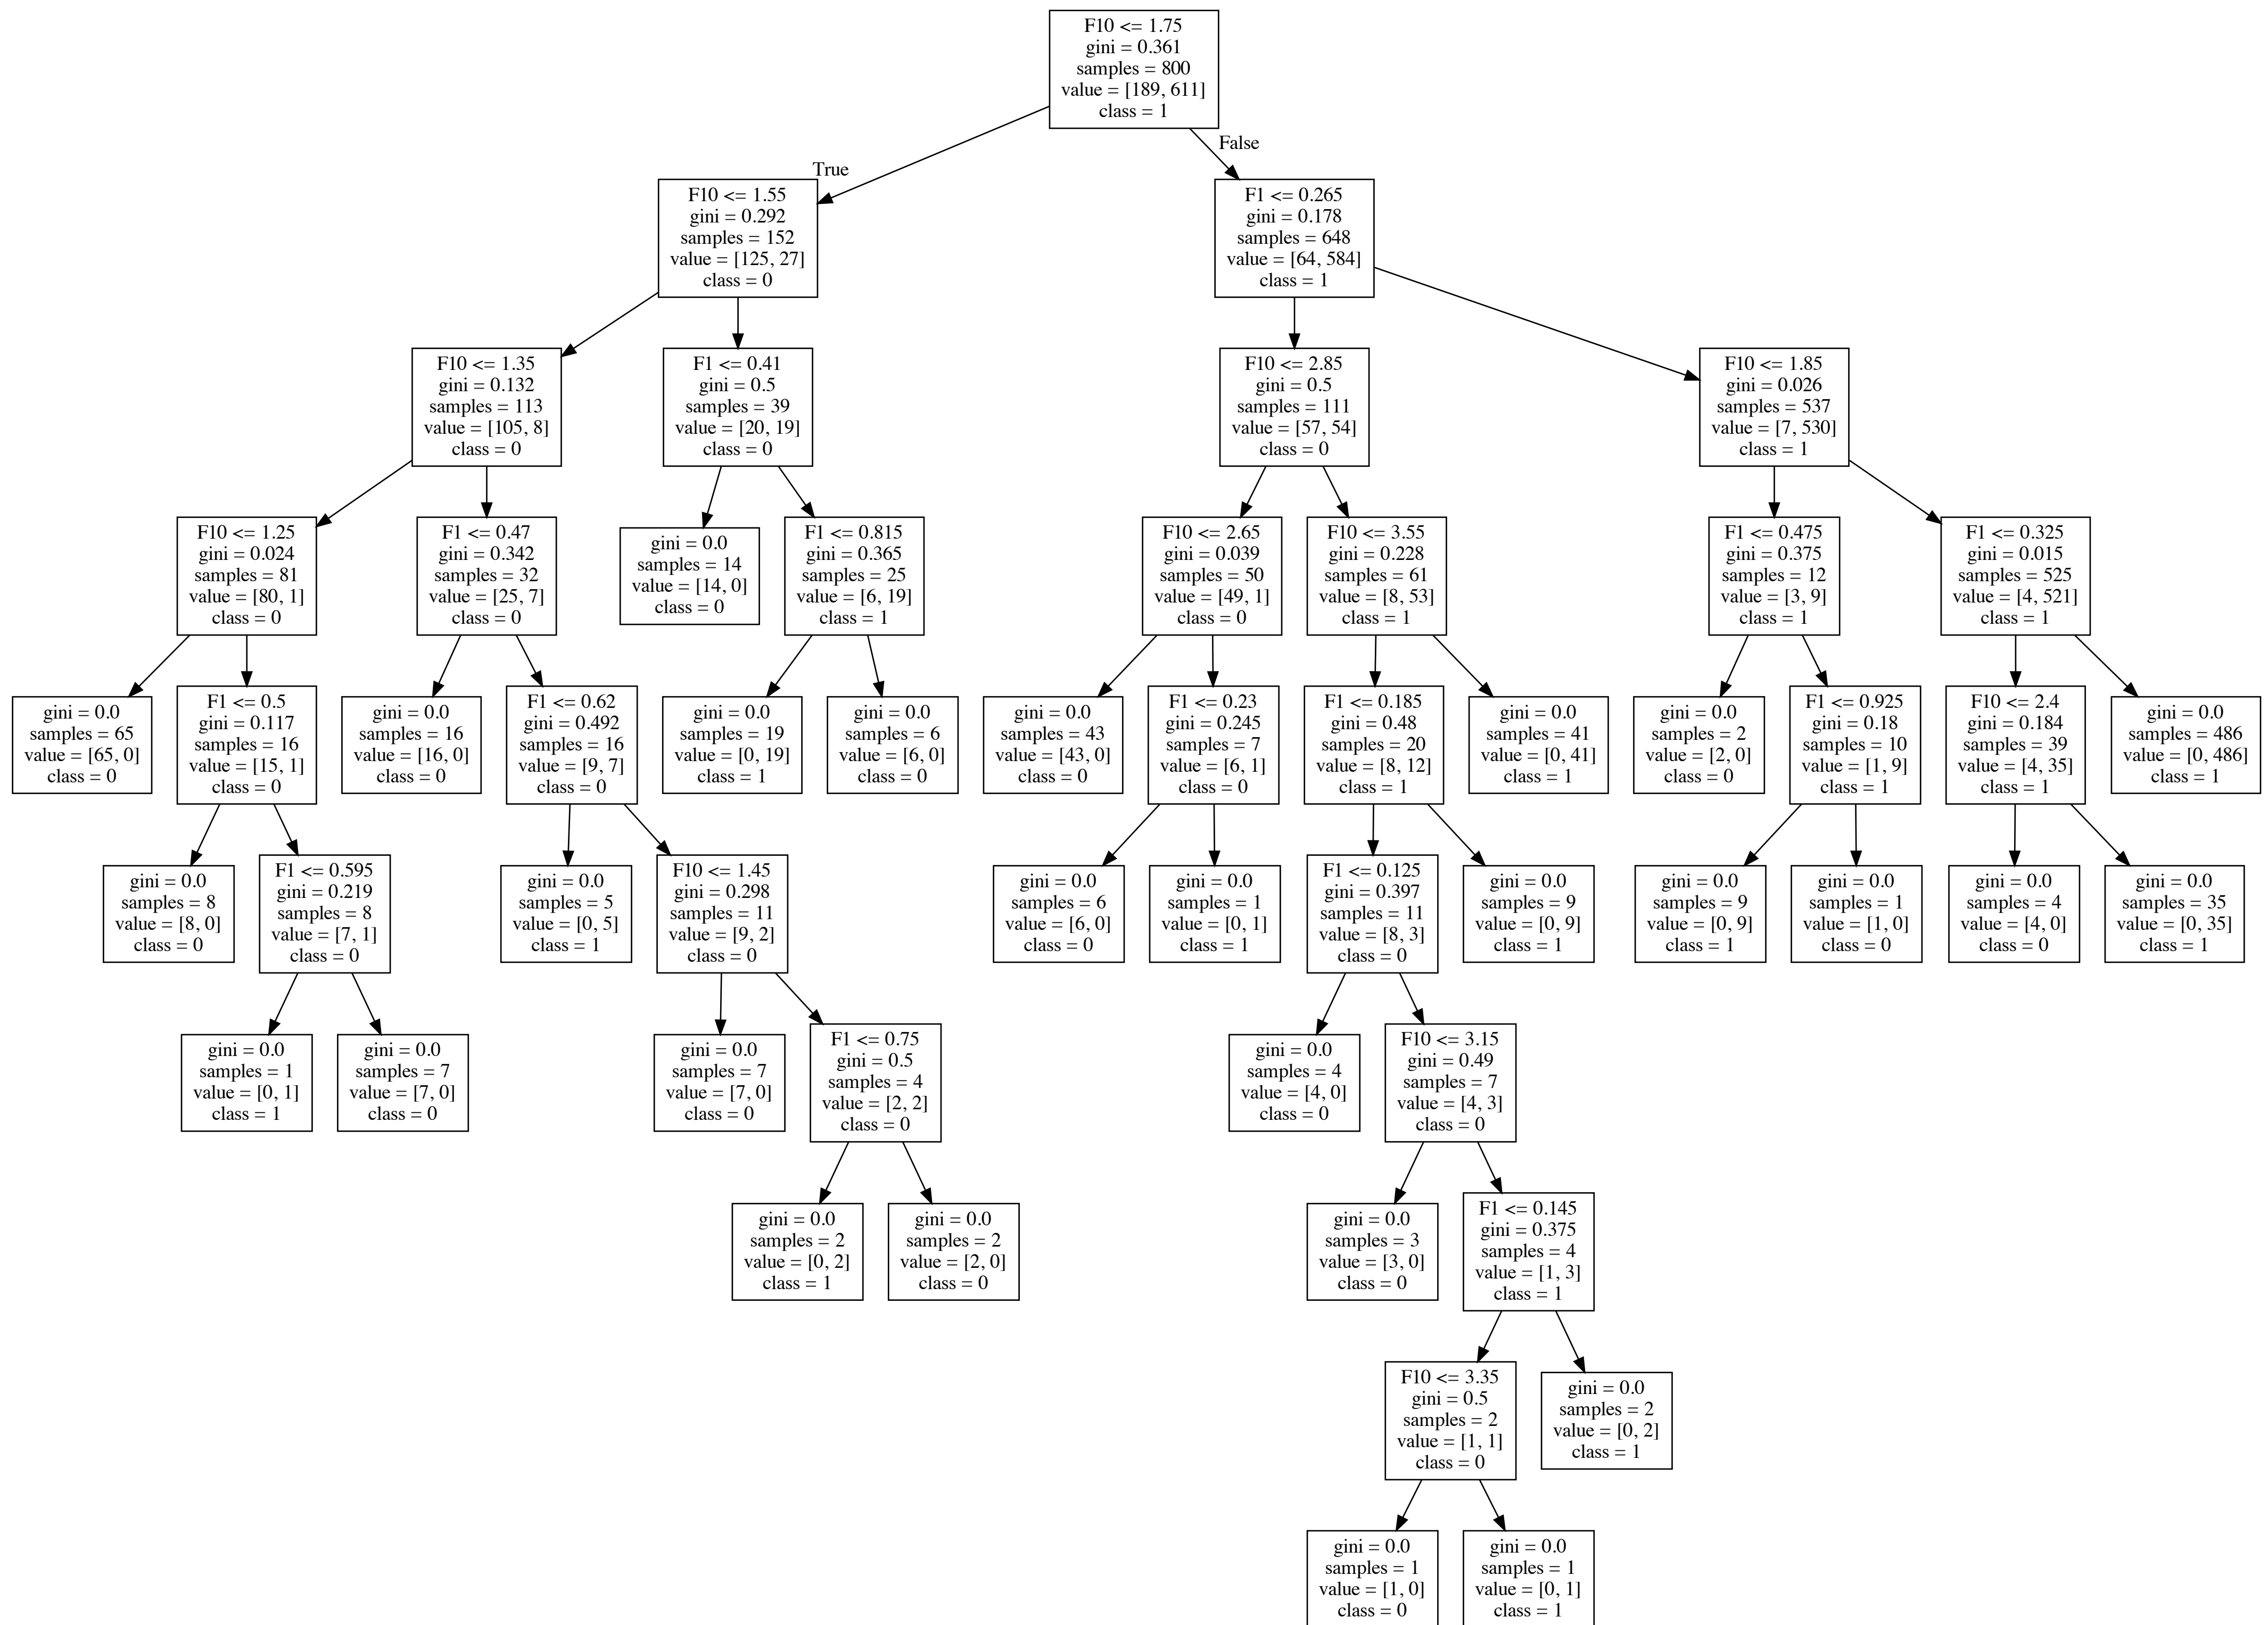 F10 <= 1.75
gini = 0.361
samples = 800
value = [189, 611]
class = 1
True
False
F10 <= 1.55
gini = 0.292
samples = 152
value = [125, 27]
class = 0
F1 <= 0.265
gini = 0.178
samples = 648
value = [64, 584]
class = 1
F10 <= 1.35
gini = 0.132
samples = 113
value = [105, 8]
class = 0
F1 <= 0.41
gini = 0.5
samples = 39
value = [20, 19]
class = 0
F10 <= 2.85
gini = 0.5
samples = 111
value = [57, 54]
class = 0
F10 <= 1.85
gini = 0.026
samples = 537
value = [7, 530]
class = 1
F10 <= 1.25
gini = 0.024
samples = 81
value = [80, 1]
class = 0
F1 <= 0.47
gini = 0.342
samples = 32
value = [25, 7]
class = 0
gini = 0.0
samples = 14
value = [14, 0]
class = 0
F1 <= 0.815
gini = 0.365
samples = 25
value = [6, 19]
class = 1
F10 <= 2.65
gini = 0.039
samples = 50
value = [49, 1]
class = 0
F10 <= 3.55
gini = 0.228
samples = 61
value = [8, 53]
class = 1
F1 <= 0.475
gini = 0.375
samples = 12
value = [3, 9]
class = 1
F1 <= 0.325
gini = 0.015
samples = 525
value = [4, 521]
class = 1
gini = 0.0
samples = 65
value = [65, 0]
class = 0
F1 <= 0.5
gini = 0.117
samples = 16
value = [15, 1]
class = 0
gini = 0.0
samples = 16
value = [16, 0]
class = 0
F1 <= 0.62
gini = 0.492
samples = 16
value = [9, 7]
class = 0
gini = 0.0
samples = 19
value = [0, 19]
class = 1
gini = 0.0
samples = 6
value = [6, 0]
class = 0
gini = 0.0
samples = 43
value = [43, 0]
class = 0
F1 <= 0.23
gini = 0.245
samples = 7
value = [6, 1]
class = 0
F1 <= 0.185
gini = 0.48
samples = 20
value = [8, 12]
class = 1
gini = 0.0
samples = 41
value = [0, 41]
class = 1
gini = 0.0
samples = 2
value = [2, 0]
class = 0
F1 <= 0.925
gini = 0.18
samples = 10
value = [1, 9]
class = 1
F10 <= 2.4
gini = 0.184
samples = 39
value = [4, 35]
class = 1
gini = 0.0
samples = 486
value = [0, 486]
class = 1
gini = 0.0
samples = 8
value = [8, 0]
class = 0
F1 <= 0.595
gini = 0.219
samples = 8
value = [7, 1]
class = 0
gini = 0.0
samples = 5
value = [0, 5]
class = 1
F10 <= 1.45
gini = 0.298
samples = 11
value = [9, 2]
class = 0
gini = 0.0
samples = 6
value = [6, 0]
class = 0
gini = 0.0
samples = 1
value = [0, 1]
class = 1
F1 <= 0.125
gini = 0.397
samples = 11
value = [8, 3]
class = 0
gini = 0.0
samples = 9
value = [0, 9]
class = 1
gini = 0.0
samples = 9
value = [0, 9]
class = 1
gini = 0.0
samples = 1
value = [1, 0]
class = 0
gini = 0.0
samples = 4
value = [4, 0]
class = 0
gini = 0.0
samples = 35
value = [0, 35]
class = 1
gini = 0.0
samples = 1
value = [0, 1]
class = 1
gini = 0.0
samples = 7
value = [7, 0]
class = 0
gini = 0.0
samples = 7
value = [7, 0]
class = 0
F1 <= 0.75
gini = 0.5
samples = 4
value = [2, 2]
class = 0
gini = 0.0
samples = 4
value = [4, 0]
class = 0
F10 <= 3.15
gini = 0.49
samples = 7
value = [4, 3]
class = 0
gini = 0.0
samples = 2
value = [0, 2]
class = 1
gini = 0.0
samples = 2
value = [2, 0]
class = 0
gini = 0.0
samples = 3
value = [3, 0]
class = 0
F1 <= 0.145
gini = 0.375
samples = 4
value = [1, 3]
class = 1
F10 <= 3.35
gini = 0.5
samples = 2
value = [1, 1]
class = 0
gini = 0.0
samples = 2
value = [0, 2]
class = 1
gini = 0.0
samples = 1
value = [1, 0]
class = 0
gini = 0.0
samples = 1
value = [0, 1]
class = 1